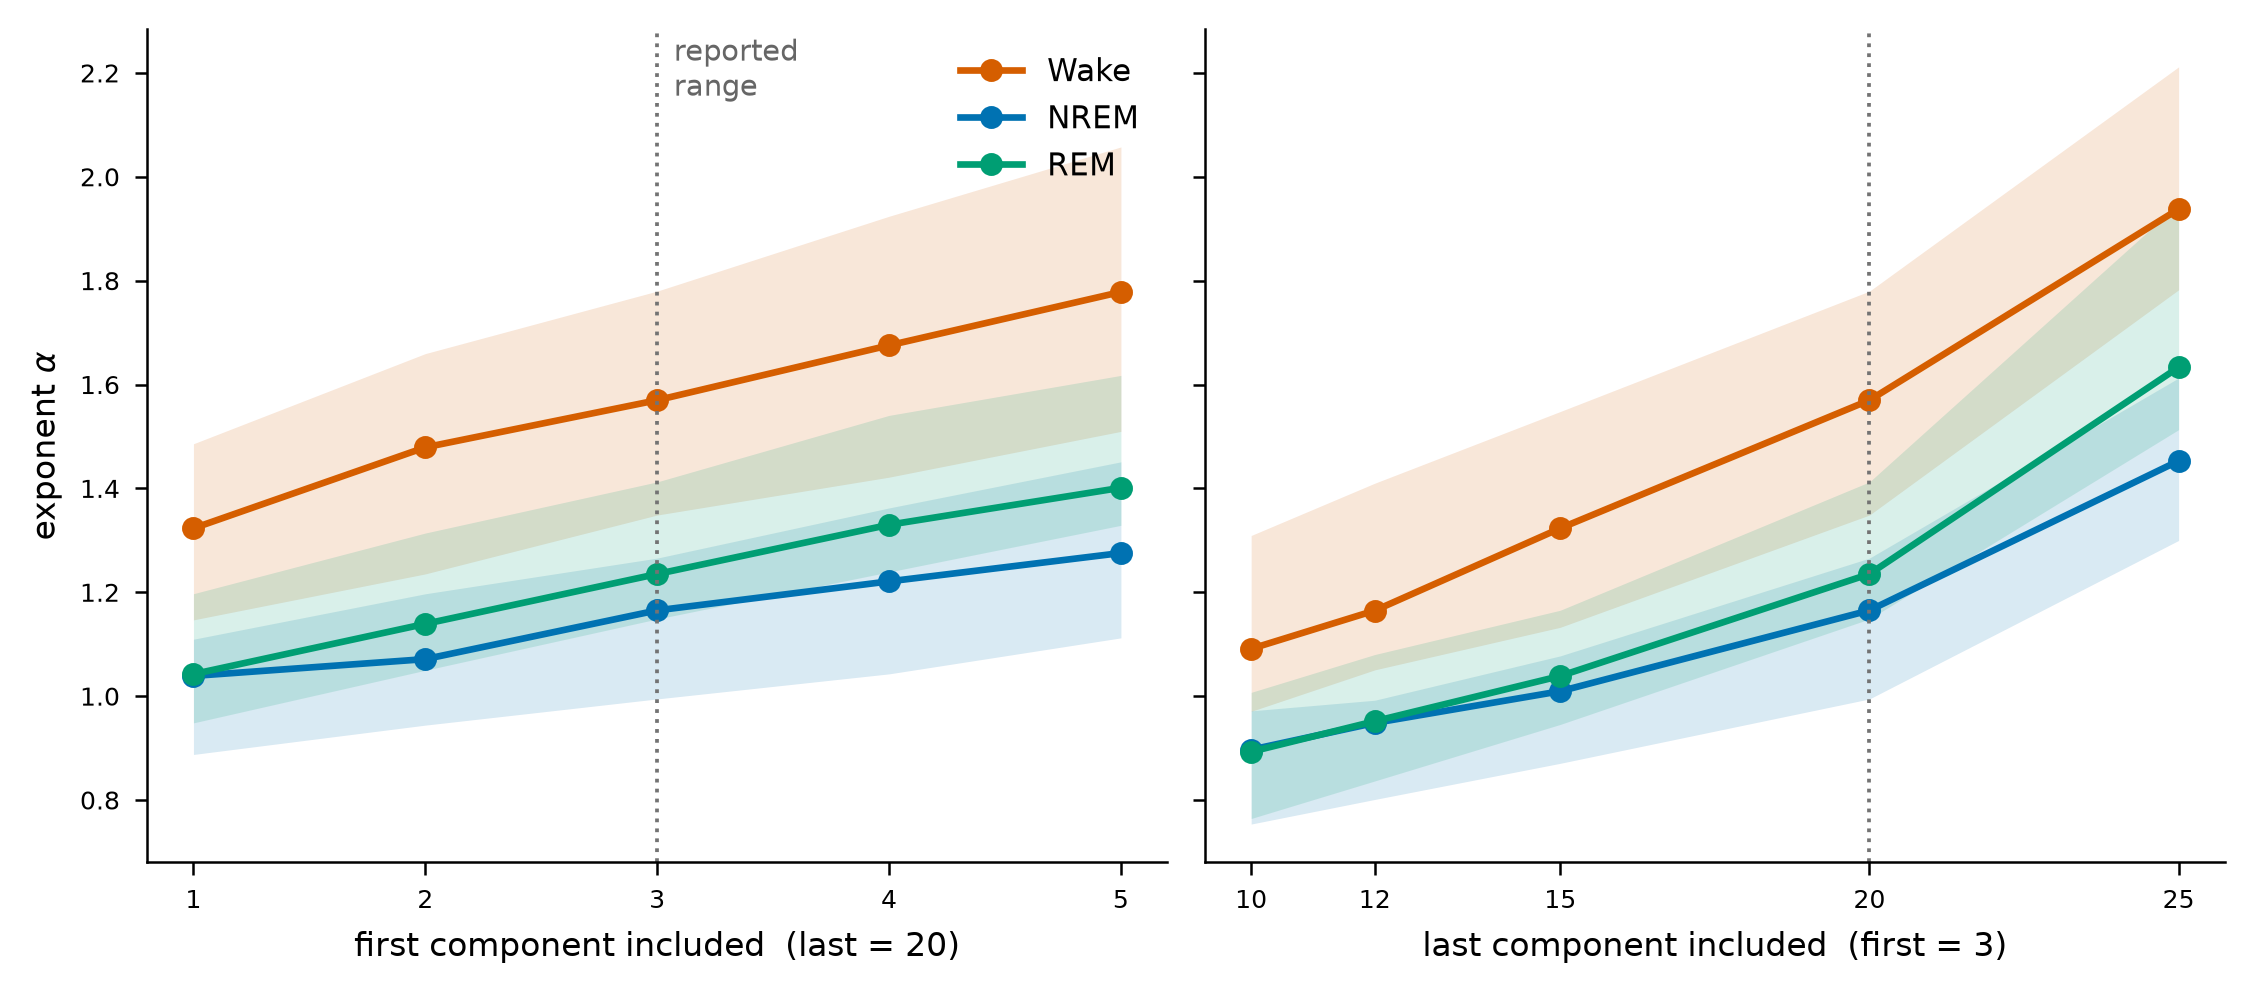 exponent α
2.2
2.0
1.8
1.6
1.4
1.2
1.0
0.8
reported
range
Wake
NREM
REM
1 2 3 4 5
first component included (last = 20)
10 12 15 20 25
last component included (first = 3)